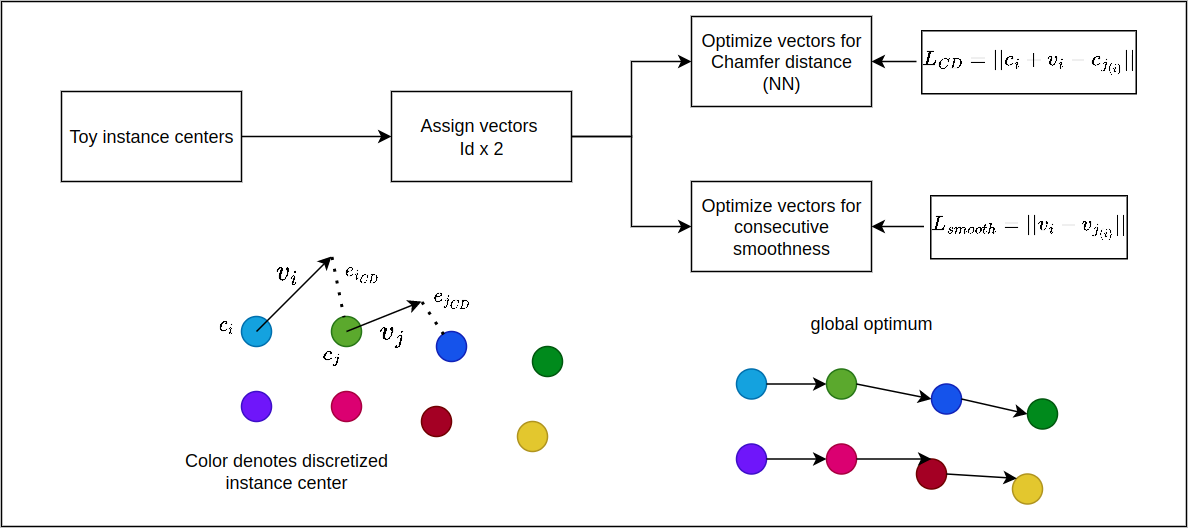 Toy instance centers
Assign vectors
Id x 2
Optimize vectors for
Chamfer distance
(NN)
L_{CD} = ||c_i + v_i - c_{j_{(i)}}||
Optimize vectors for
consecutive
smoothness
L_{smooth} = ||v_i - v_{j_{(i)}}||
v_i
e_{i_{CD}}
e_{j_{CD}}
c_i
v_j
c_j
global optimum
Color denotes discretized
instance center